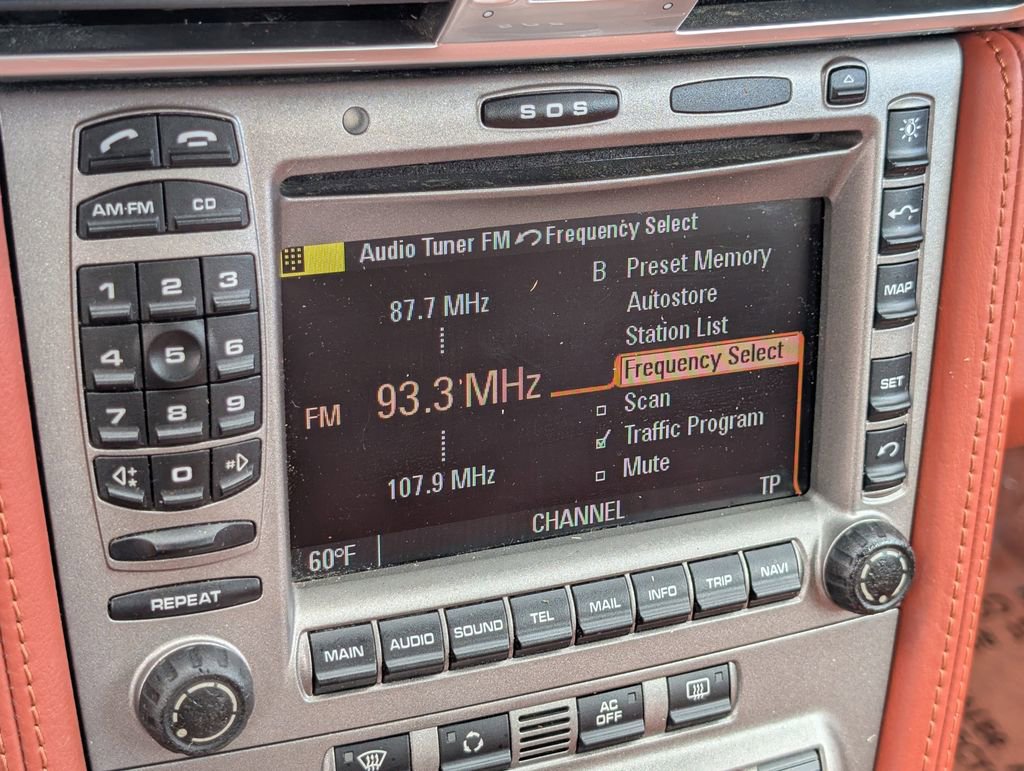 SOS
AM·FM
CD
Audio Tuner FM Frequency Select
B Preset Memory
87.7 MHz
Autostore
Station List
FM 93.3 MHz
Frequency Select
Scan
Traffic Program
107.9 MHz
Mute
CHANNEL
TP
60°F
1 2 3
4 5 6
7 8 9
* 0 #
REPEAT
MAP
SET
MAIN
AUDIO
SOUND
TEL
MAIL
INFO
TRIP
NAVI
AC
OFF